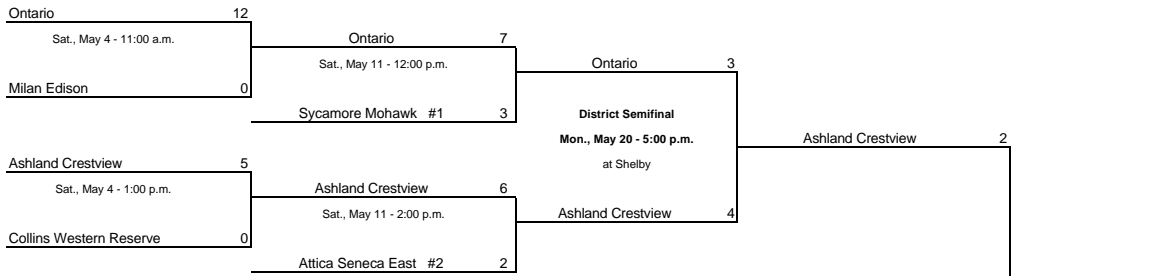 Ontario 12
Sat., May 4 - 11:00 a.m.
Milan Edison 0
Ontario 7
Sat., May 11 - 12:00 p.m.
Sycamore Mohawk #1 3
Ontario 3
District Semifinal
Mon., May 20 - 5:00 p.m.
at Shelby
Ashland Crestview 2
Ashland Crestview 5
Sat., May 4 - 1:00 p.m.
Collins Western Reserve 0
Ashland Crestview 6
Sat., May 11 - 2:00 p.m.
Attica Seneca East #2 2
Ashland Crestview 4